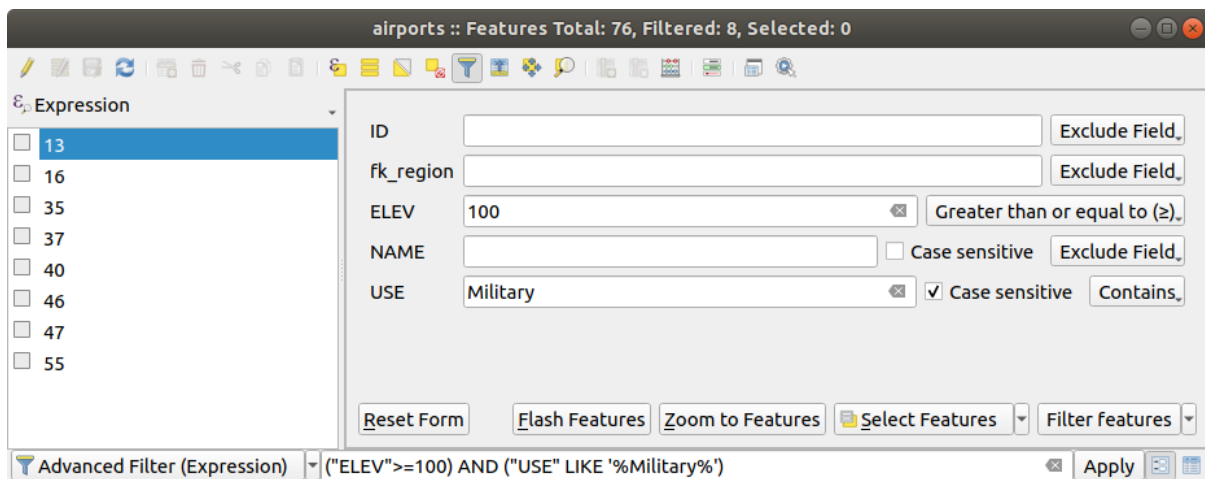 airports :: Features Total: 76, Filtered: 8, Selected: 0
Expression
13
16
35
37
40
46
47
55
ID Exclude Field
fk_region Exclude Field
ELEV 100 Greater than or equal to (≥)
NAME Case sensitive Exclude Field
USE Military Case sensitive Contains
Reset Form Flash Features Zoom to Features Select Features Filter features
Advanced Filter (Expression) ("ELEV">=100) AND ("USE" LIKE '%Military%') Apply